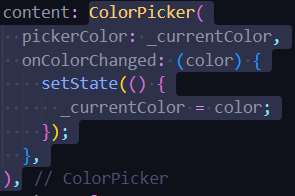 content: ColorPicker(
  pickerColor: _currentColor,
  onColorChanged: (color) {
    setState(() {
      _currentColor = color;
    });
  },
), // ColorPicker